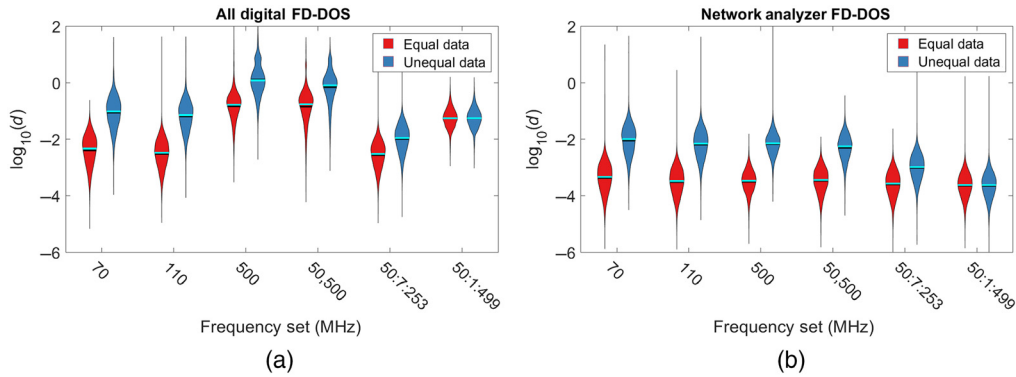 All digital FD-DOS
2
0
−2
−4
−6
log10(d)
Equal data
Unequal data
70
110
500
50,500
50:7:253
50:1:499
Frequency set (MHz)
(a)
Network analyzer FD-DOS
2
0
−2
−4
−6
log10(d)
Equal data
Unequal data
70
110
500
50,500
50:7:253
50:1:499
Frequency set (MHz)
(b)